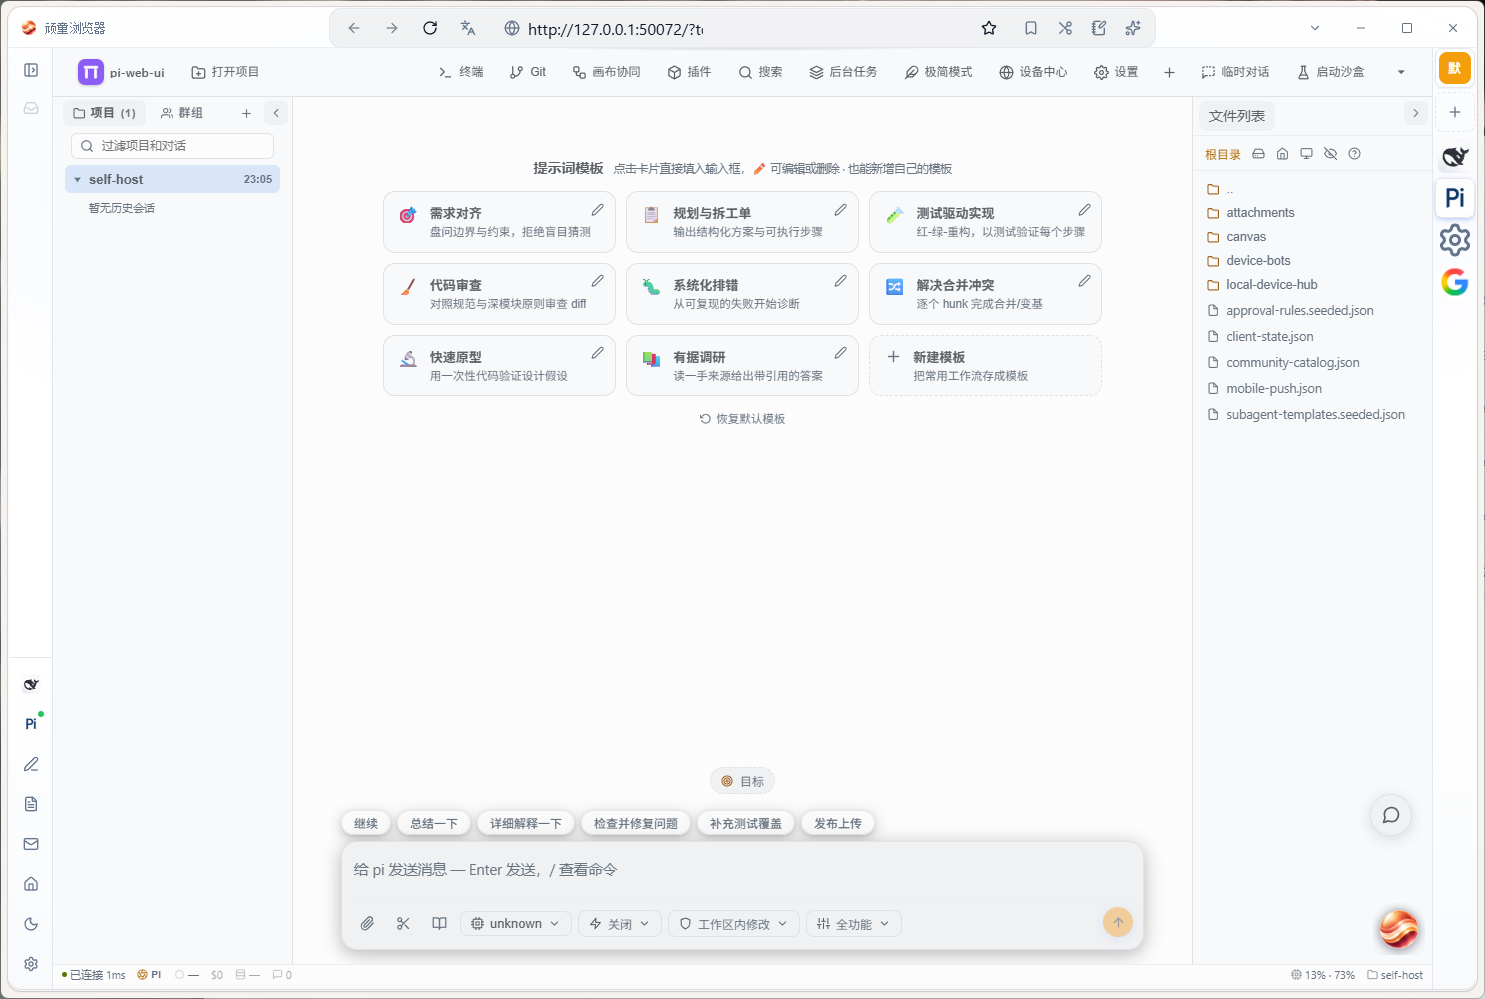 顽童浏览器
http://127.0.0.1:50072/?t
默
pi-web-ui
打开项目
终端
Git
画布协同
插件
搜索
后台任务
极简模式
设备中心
设置
临时对话
启动沙盒
项目 (1)
群组
过滤项目和对话
self-host 23:05
暂无历史会话
提示词模板 点击卡片直接填入输入框，可编辑或删除 · 也能新增自己的模板
需求对齐
盘问边界与约束，拒绝盲目猜测
规划与拆工单
输出结构化方案与可执行步骤
测试驱动实现
红-绿-重构，以测试验证每个步骤
代码审查
对照规范与深模块原则审查 diff
系统化排错
从可复现的失败开始诊断
解决合并冲突
逐个 hunk 完成合并/变基
快速原型
用一次性代码验证设计假设
有据调研
读一手来源给出带引用的答案
新建模板
把常用工作流存成模板
恢复默认模板
目标
继续
总结一下
详细解释一下
检查并修复问题
补充测试覆盖
发布上传
给 pi 发送消息 — Enter 发送，/ 查看命令
unknown
关闭
工作区内修改
全功能
文件列表
根目录
..
attachments
canvas
device-bots
local-device-hub
approval-rules.seeded.json
client-state.json
community-catalog.json
mobile-push.json
subagent-templates.seeded.json
Pi
Pi
已连接 1ms
PI
—
$0
—
0
13% · 73%
self-host